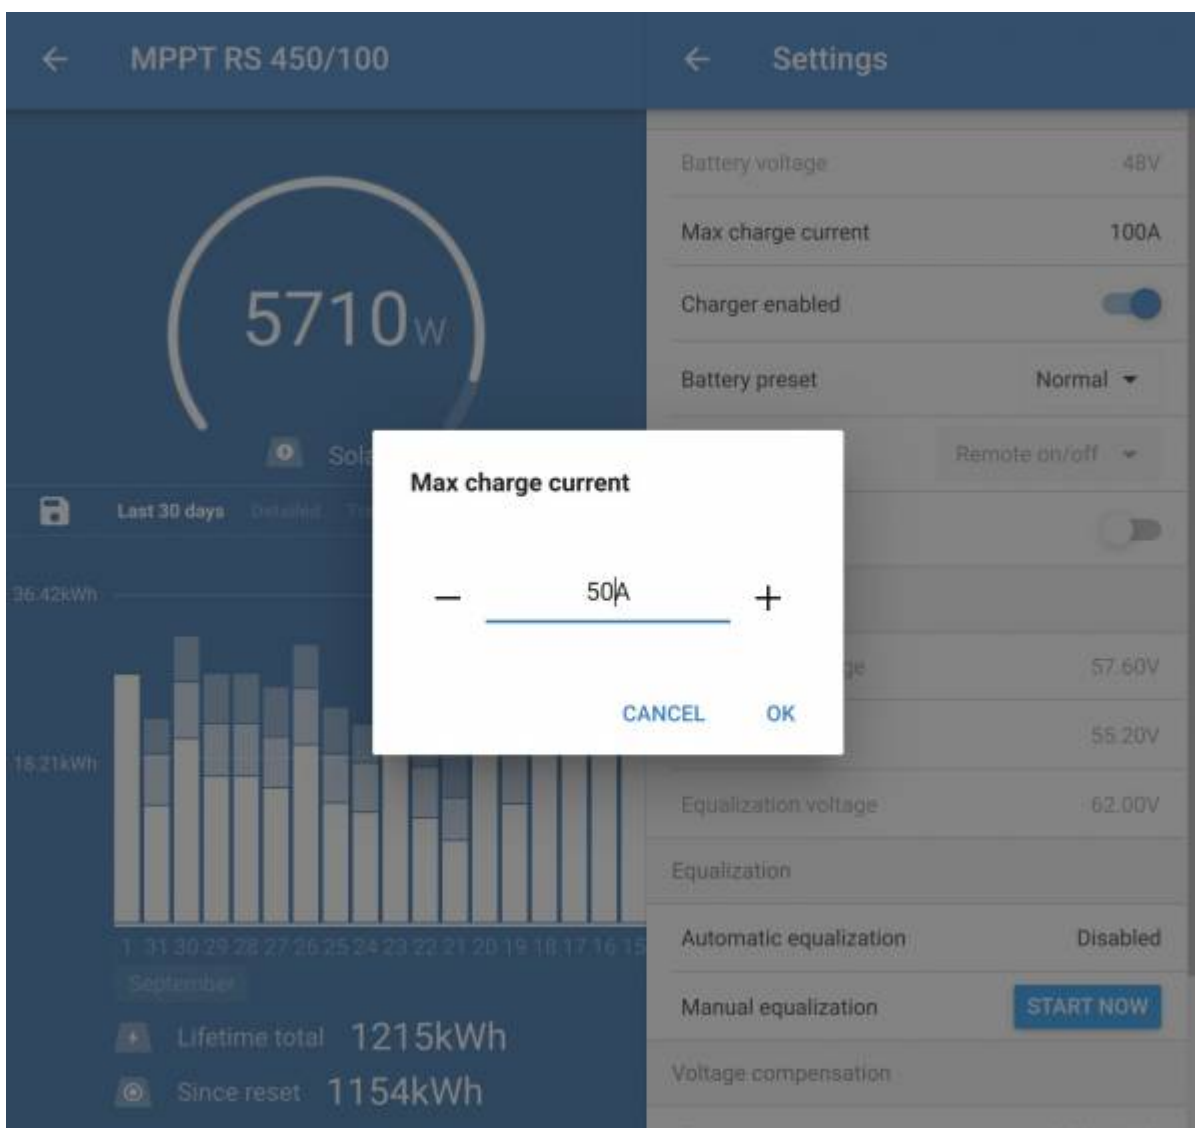 MPPT RS 450/100
5710W
Sola
Last 30 days Detailed
36.42kWh
18.21kWh
1 31 30 29 28 27 26 25 24 23 22 21 20 19 18 17 16 15
September
Lifetime total 1215kWh
Since reset 1154kWh
Settings
Battery voltage 48V
Max charge current 100A
Charger enabled
Battery preset Normal
Remote on/off
57.60V
55.20V
Equalization voltage 62.00V
Equalization
Automatic equalization Disabled
Manual equalization START NOW
Voltage compensation
Max charge current
− 50A +
CANCEL OK